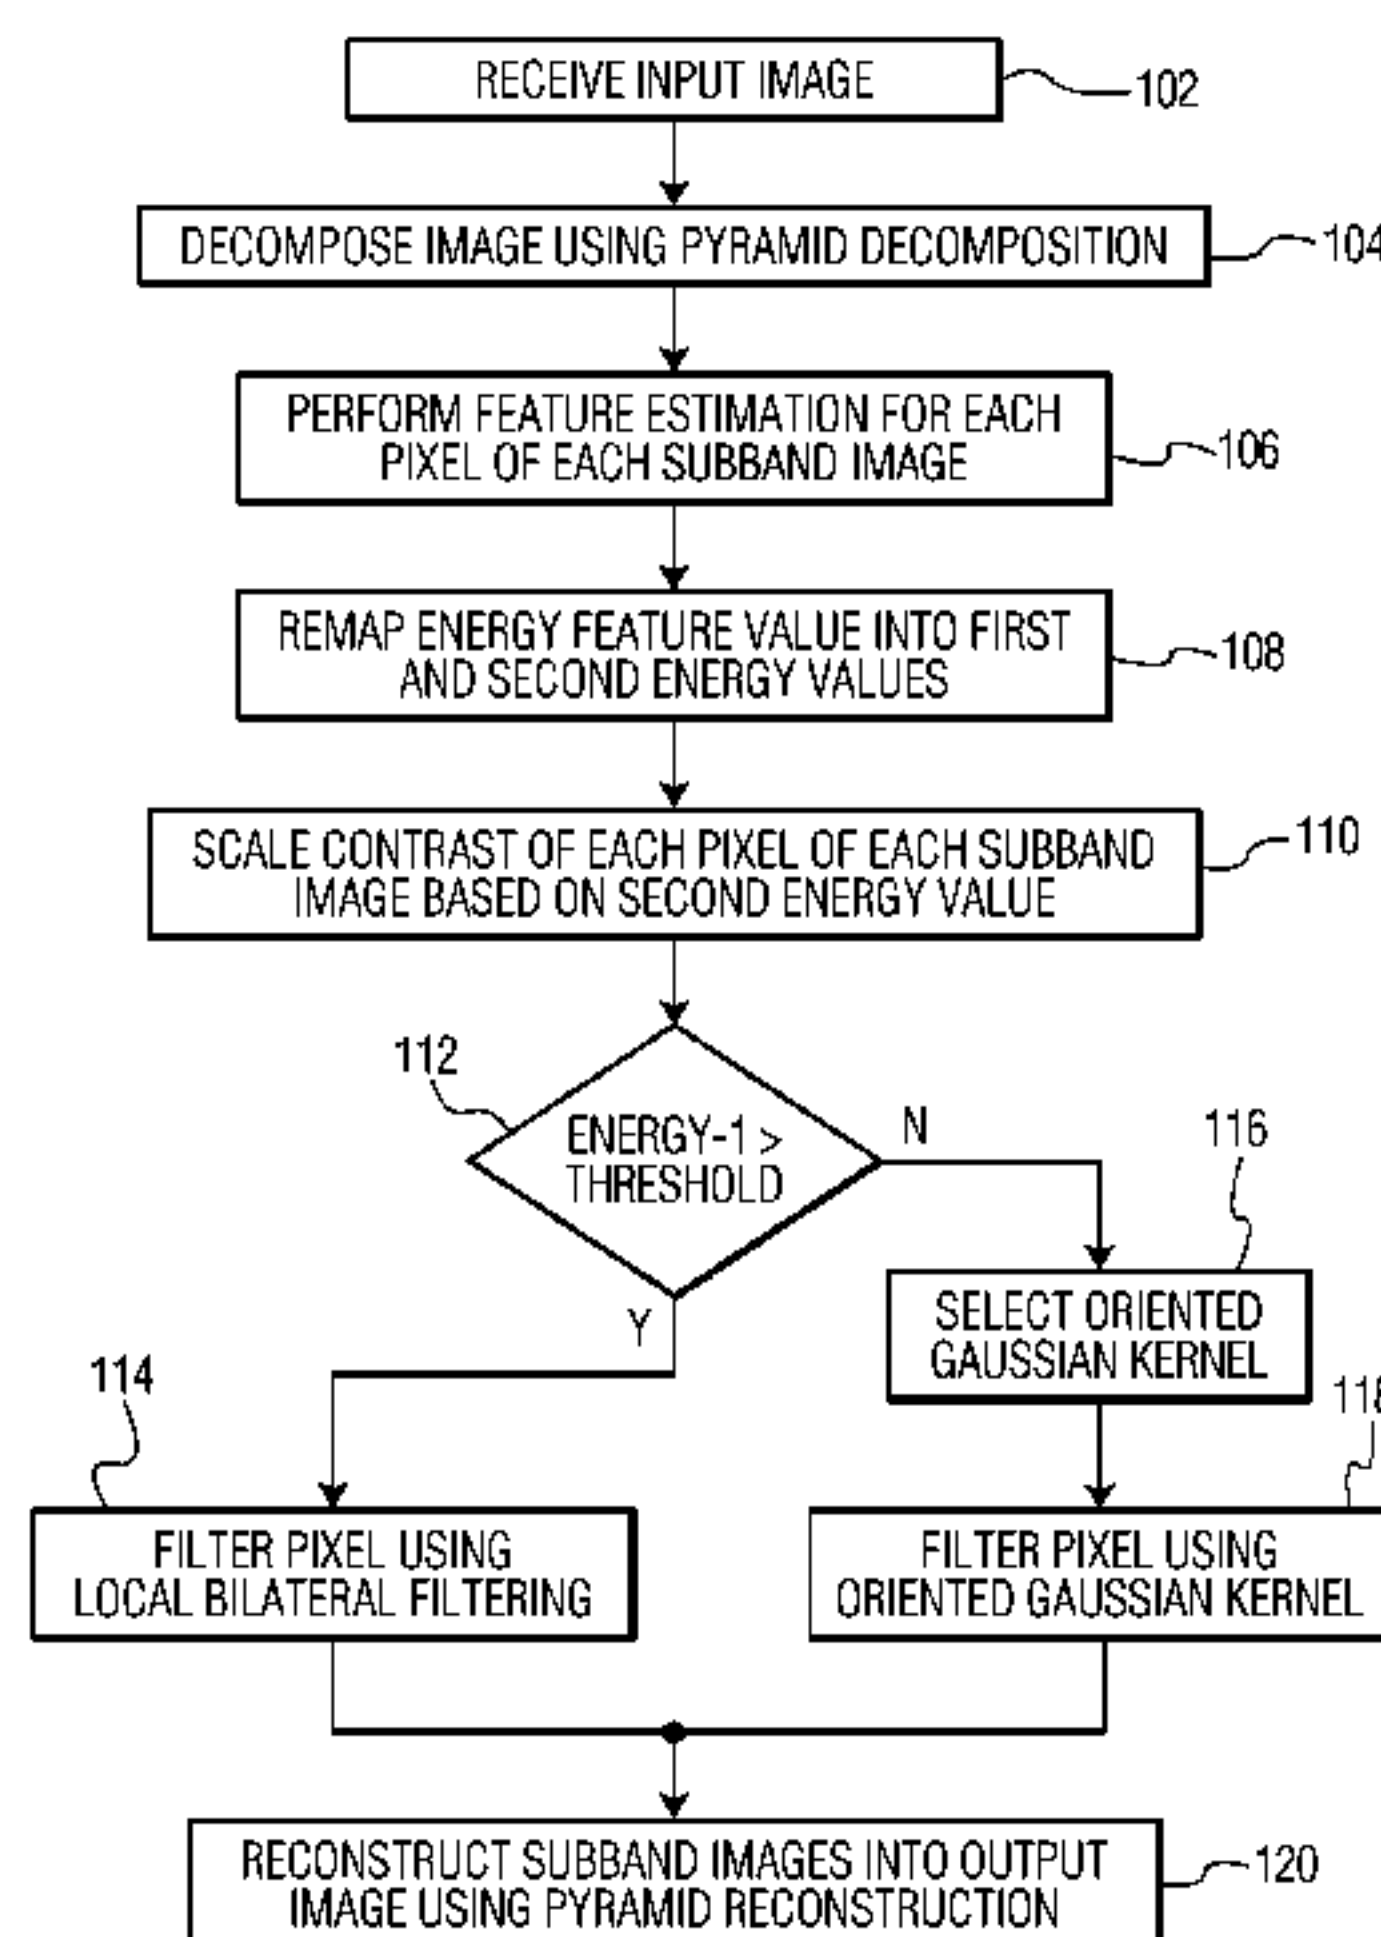 RECEIVE INPUT IMAGE
102
DECOMPOSE IMAGE USING PYRAMID DECOMPOSITION
104
PERFORM FEATURE ESTIMATION FOR EACH
PIXEL OF EACH SUBBAND IMAGE
106
REMAP ENERGY FEATURE VALUE INTO FIRST
AND SECOND ENERGY VALUES
108
SCALE CONTRAST OF EACH PIXEL OF EACH SUBBAND
IMAGE BASED ON SECOND ENERGY VALUE
110
112
ENERGY-1 >
THRESHOLD
N
Y
116
SELECT ORIENTED
GAUSSIAN KERNEL
114
118
FILTER PIXEL USING
LOCAL BILATERAL FILTERING
FILTER PIXEL USING
ORIENTED GAUSSIAN KERNEL
RECONSTRUCT SUBBAND IMAGES INTO OUTPUT
IMAGE USING PYRAMID RECONSTRUCTION
120